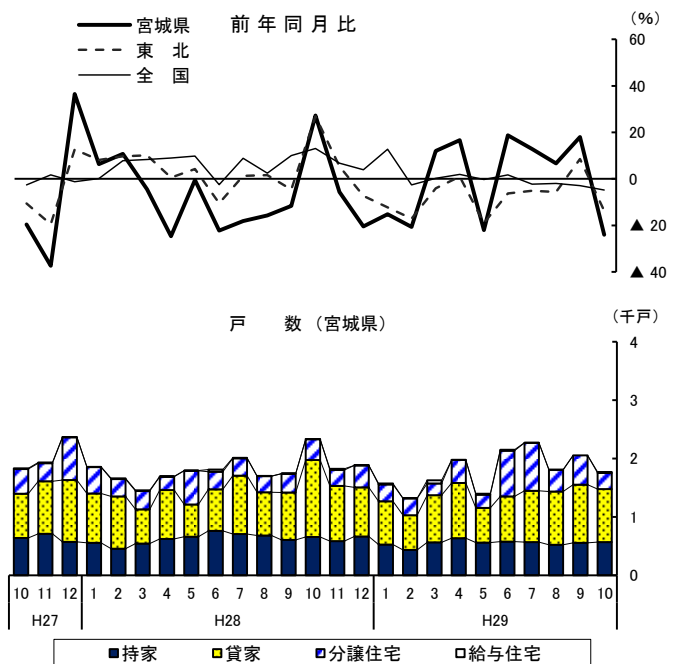 前年同月比
(%)
宮城県
東 北
全 国
60
40
20
0
▲ 20
▲ 40
戸 数（宮城県）
（千戸）
4
3
2
1
0
10 11 12 1 2 3 4 5 6 7 8 9 10 11 12 1 2 3 4 5 6 7 8 9 10
H27 H28 H29
持家 貸家 分譲住宅 給与住宅